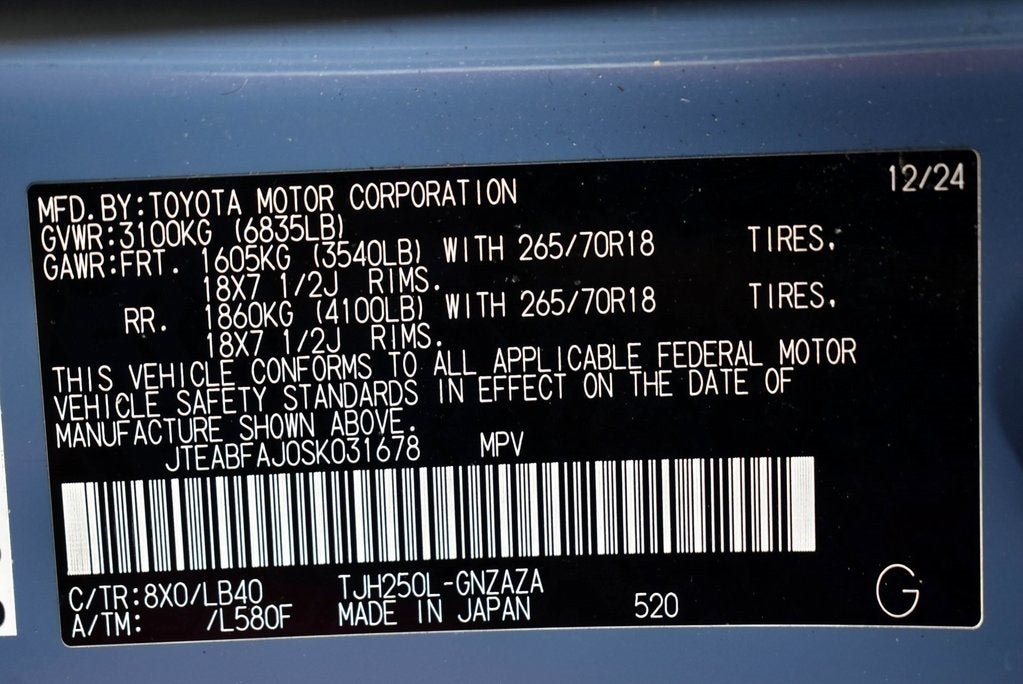 12/24
MFD.BY:TOYOTA MOTOR CORPORATION
GVWR:3100KG (6835LB)
GAWR:FRT. 1605KG (3540LB) WITH 265/70R18 TIRES.
18X7 1/2J RIMS.
RR. 1860KG (4100LB) WITH 265/70R18 TIRES.
18X7 1/2J RIMS.
THIS VEHICLE CONFORMS TO ALL APPLICABLE FEDERAL MOTOR
VEHICLE SAFETY STANDARDS IN EFFECT ON THE DATE OF
MANUFACTURE SHOWN ABOVE.
JTEABFAJ0SK031678 MPV
C/TR:8X0/LB40 TJH250L-GNZAZA
A/TM: /L580F MADE IN JAPAN 520 G